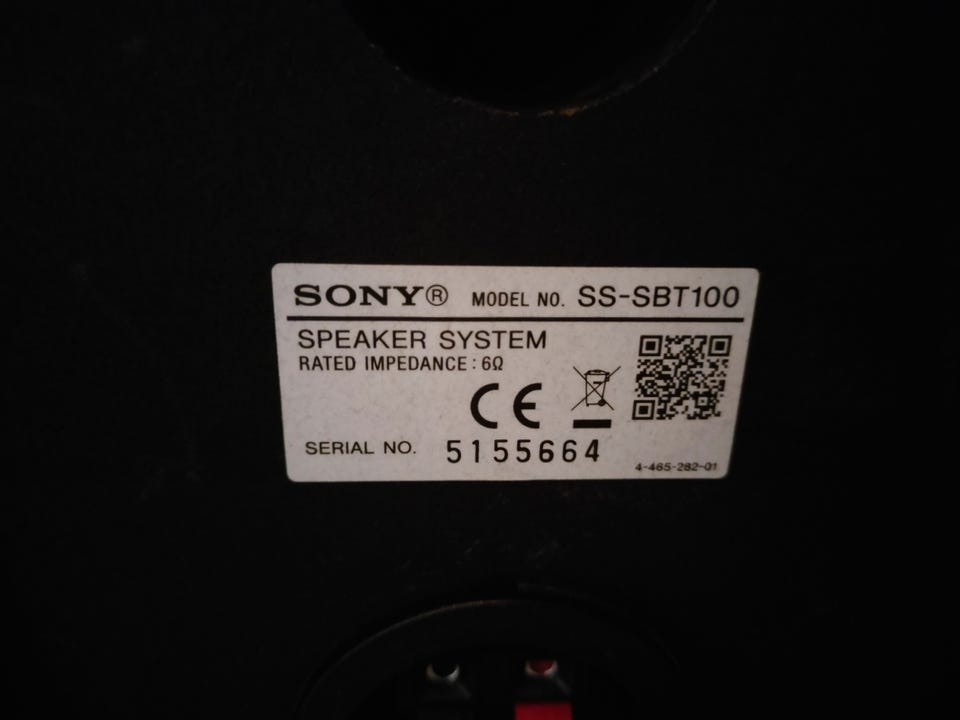 SONY® MODEL NO. SS-SBT100
SPEAKER SYSTEM
RATED IMPEDANCE : 6Ω
CE
SERIAL NO. 5155664
4-465-282-01